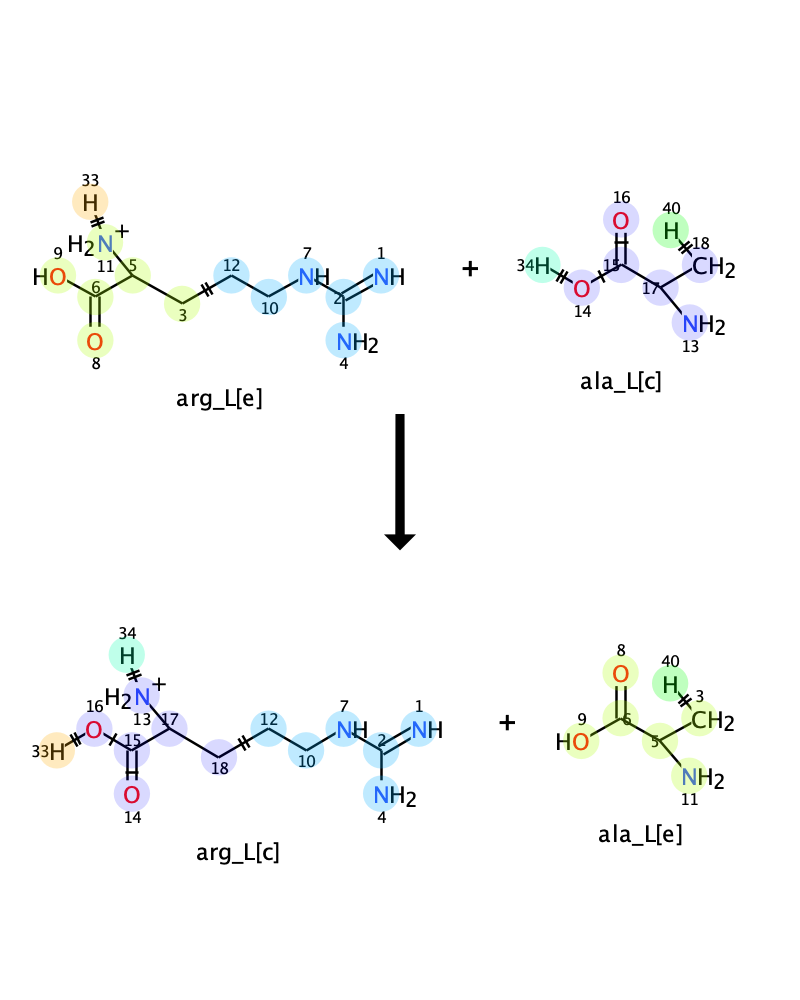 33
H
H2N+
11
5
9
HO
6
O
8
3
12
10
7
NH
2
1
NH
NH2
4
arg_L[e]
+
16
O
34H
O
14
15
40
H
18
CH2
17
NH2
13
ala_L[c]
34
H
H2N+
13
17
16
O
33H
15
O
14
18
12
10
7
NH
2
1
NH
NH2
4
arg_L[c]
+
8
O
9
HO
6
40
H
3
CH2
5
NH2
11
ala_L[e]